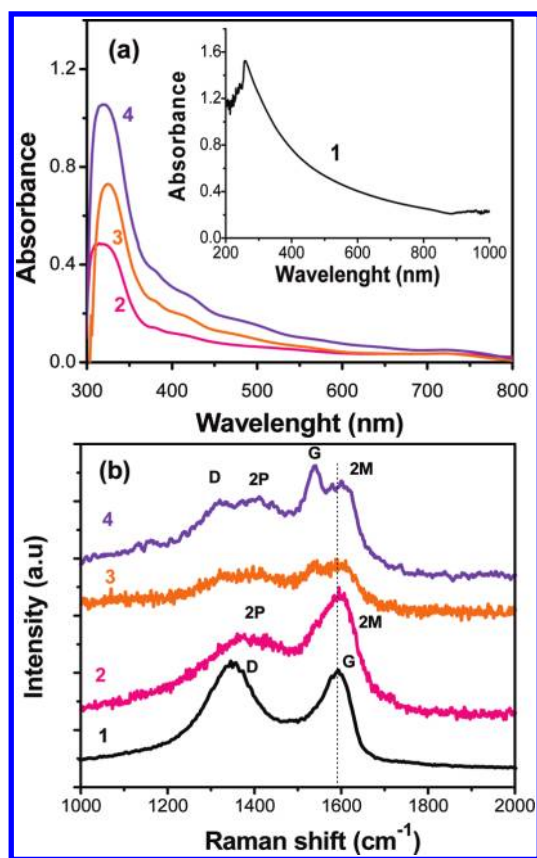 (a)
4
3
2
1
Absorbance
1.2
0.8
0.4
0.0
300 400 500 600 700 800
Wavelenght (nm)
Absorbance
1.6
1.2
0.8
0.4
0.0
200 400 600 800 1000
Wavelenght (nm)
(b)
D 2P G 2M
4
3
2P 2M
2
D G
1
Intensity (a.u)
1000 1200 1400 1600 1800 2000
Raman shift (cm⁻¹)